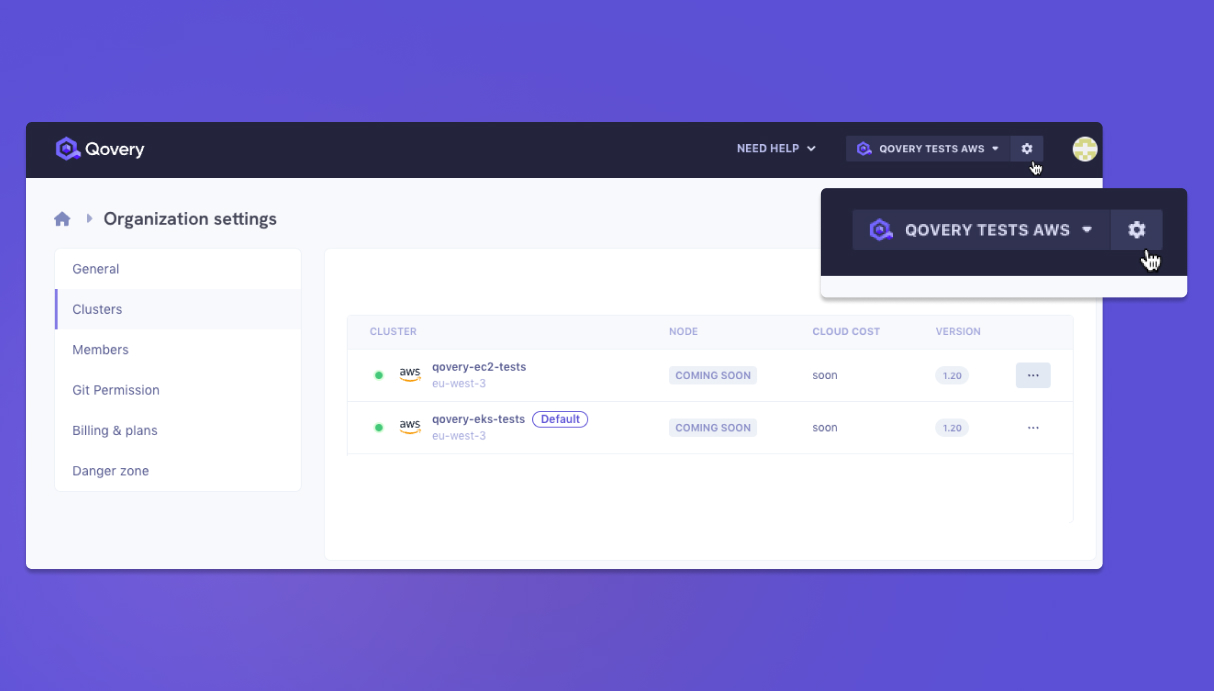 Qovery
NEED HELP
QOVERY TESTS AWS
Organization settings
QOVERY TESTS AWS
General
Clusters
Members
Git Permission
Billing & plans
Danger zone
CLUSTER NODE CLOUD COST VERSION
aws qovery-ec2-tests COMING SOON soon 1.20 ...
eu-west-3
aws qovery-eks-tests Default COMING SOON soon 1.20 ...
eu-west-3